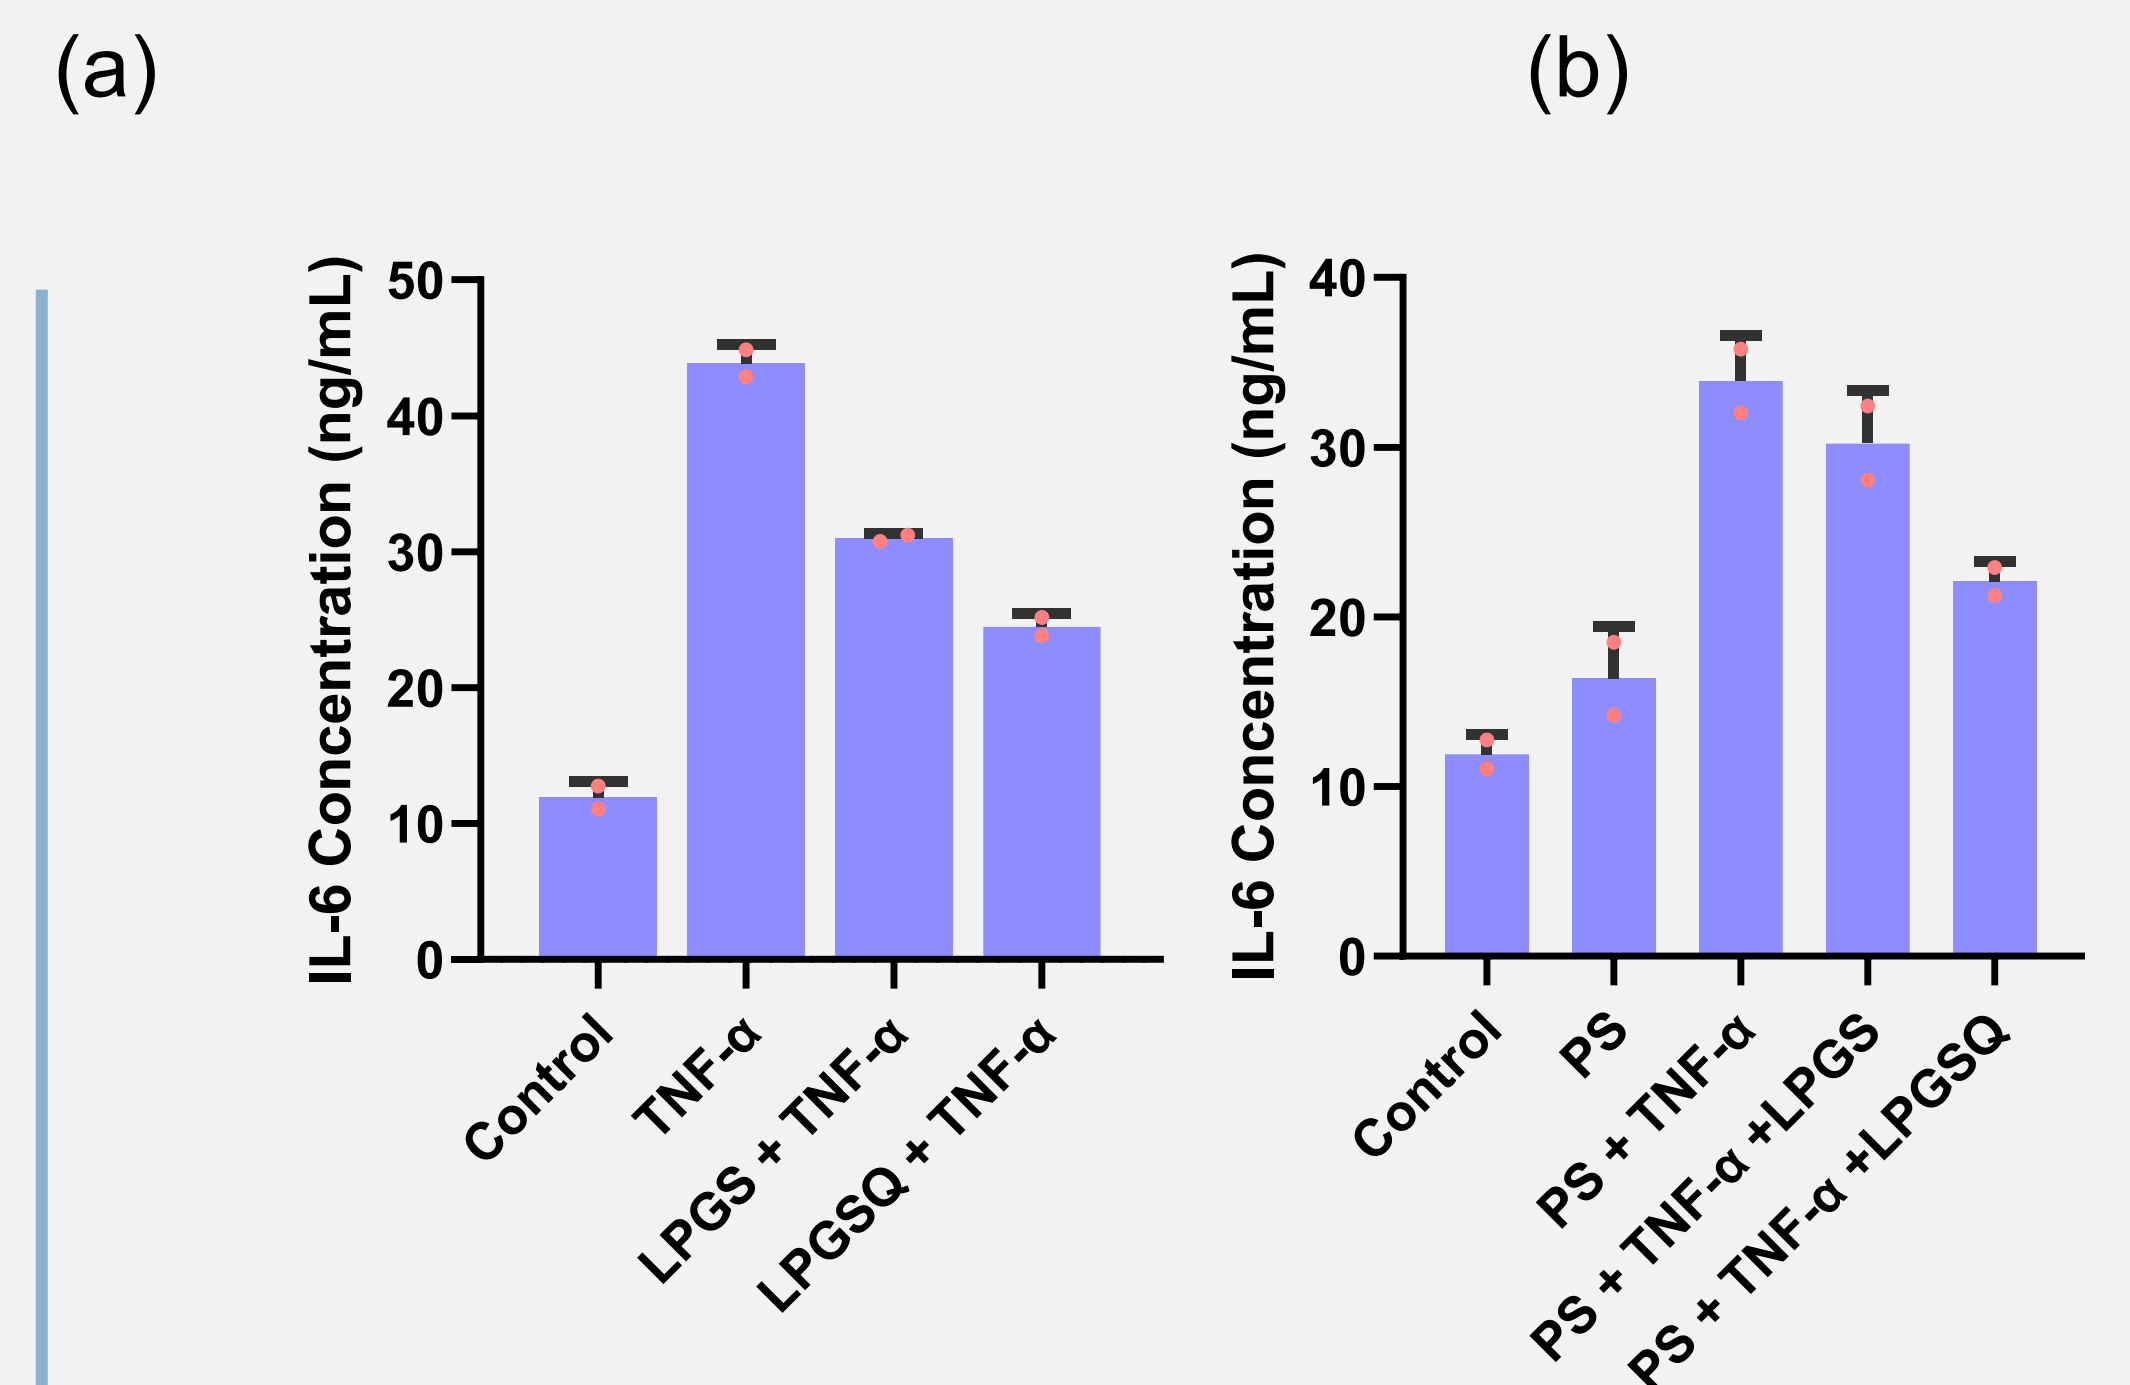 (a)
(b)
IL-6 Concentration (ng/mL)
50
40
30
20
10
0
Control
TNF-α
LPGS + TNF-α
LPGSQ + TNF-α
IL-6 Concentration (ng/mL)
40
30
20
10
0
Control
PS
PS + TNF-α
PS + TNF-α +LPGS
PS + TNF-α +LPGSQ